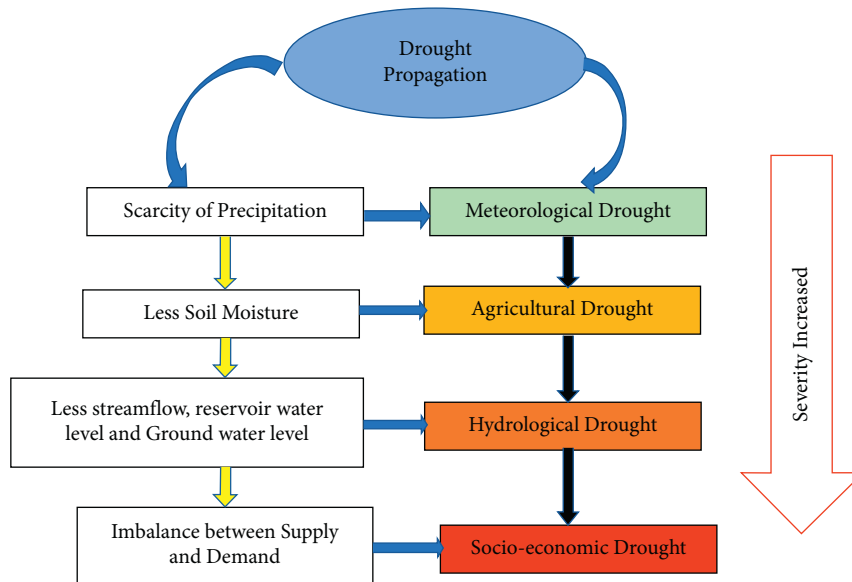 Drought
Propagation
Scarcity of Precipitation
Meteorological Drought
Less Soil Moisture
Agricultural Drought
Less streamflow, reservoir water
level and Ground water level
Hydrological Drought
Imbalance between Supply
and Demand
Socio-economic Drought
Severity Increased